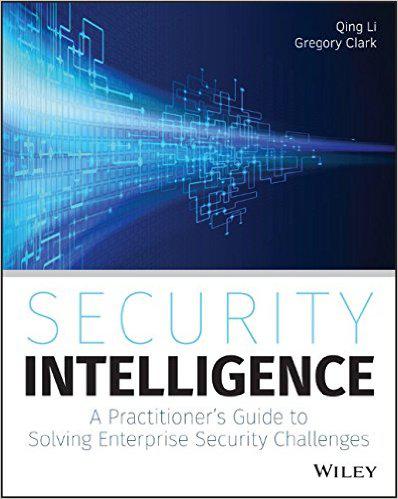 Qing Li
Gregory Clark
SECURITY
INTELLIGENCE
A Practitioner's Guide to
Solving Enterprise Security Challenges
WILEY